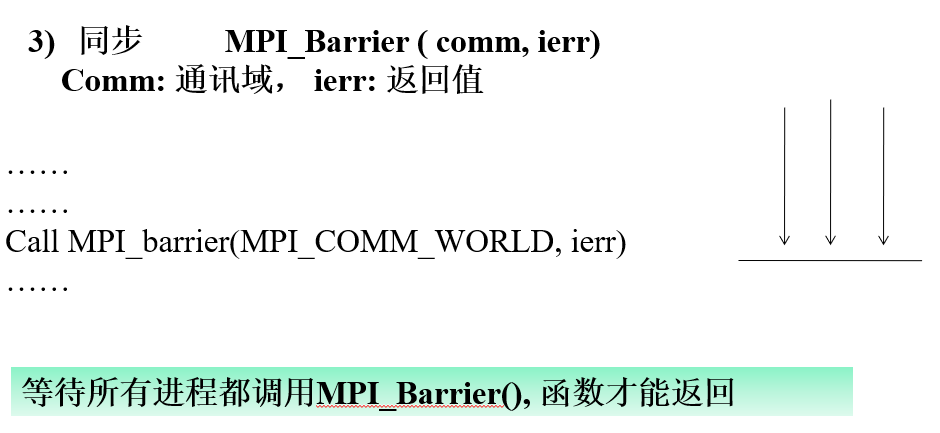 3) 同步 MPI_Barrier ( comm, ierr)
Comm: 通讯域， ierr: 返回值
……
……
Call MPI_barrier(MPI_COMM_WORLD, ierr)
……
等待所有进程都调用MPI_Barrier(), 函数才能返回